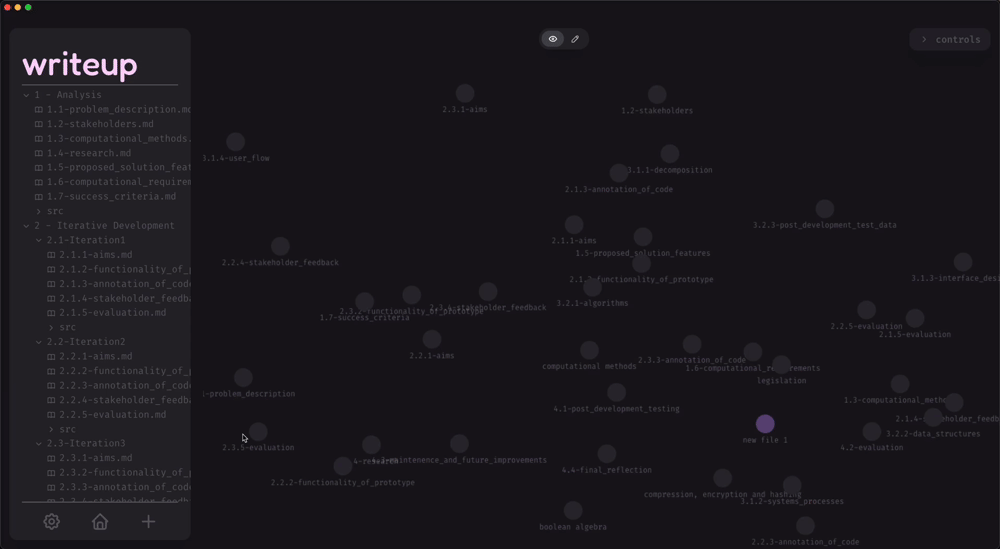 writeup
1 - Analysis
1.1-problem_description.md
1.2-stakeholders.md
1.3-computational_methods.
1.4-research.md
1.5-proposed_solution_feat
1.6-computational_requirem
1.7-success_criteria.md
src
2 - Iterative Development
2.1-Iteration1
2.1.1-aims.md
2.1.2-functionality_of_p
2.1.3-annotation_of_code
2.1.4-stakeholder_feedba
2.1.5-evaluation.md
src
2.2-Iteration2
2.2.1-aims.md
2.2.2-functionality_of_p
2.2.3-annotation_of_code
2.2.4-stakeholder_feedba
2.2.5-evaluation.md
src
2.3-Iteration3
2.3.1-aims.md
2.3.2-functionality_of_p
2.3.3-annotation_of_code
2.3.4-stakeholder_feedb
controls
2.3.1-aims
1.2-stakeholders
3.1.4-user_flow
3.1.1-decomposition
2.1.3-annotation_of_code
3.2.3-post_development_test_data
2.1.1-aims
1.5-proposed_solution_features
2.2.4-stakeholder_feedback
2.1.2-functionality_of_prototype
3.1.3-interface_des
3.2.1-algorithms
2.3.4-stakeholder_feedback
2.3.2-functionality_of_prototype
1.7-success_criteria
2.2.5-evaluation
2.1.5-evaluation
2.2.1-aims
computational methods
2.3.3-annotation_of_code
1.6-computational_requirements
legislation
-problem_description
1.3-computational_metho
4.1-post_development_testing
2.1.4-stakeholder_feedb
3.2.2-data_structures
new file 1
2.3.5-evaluation
4.2-evaluation
4-research
maintenence_and_future_improvements
4.4-final_reflection
2.2.2-functionality_of_prototype
compression, encryption and hashing
3.1.2-systems_processes
boolean algebra
2.2.3-annotation_of_code